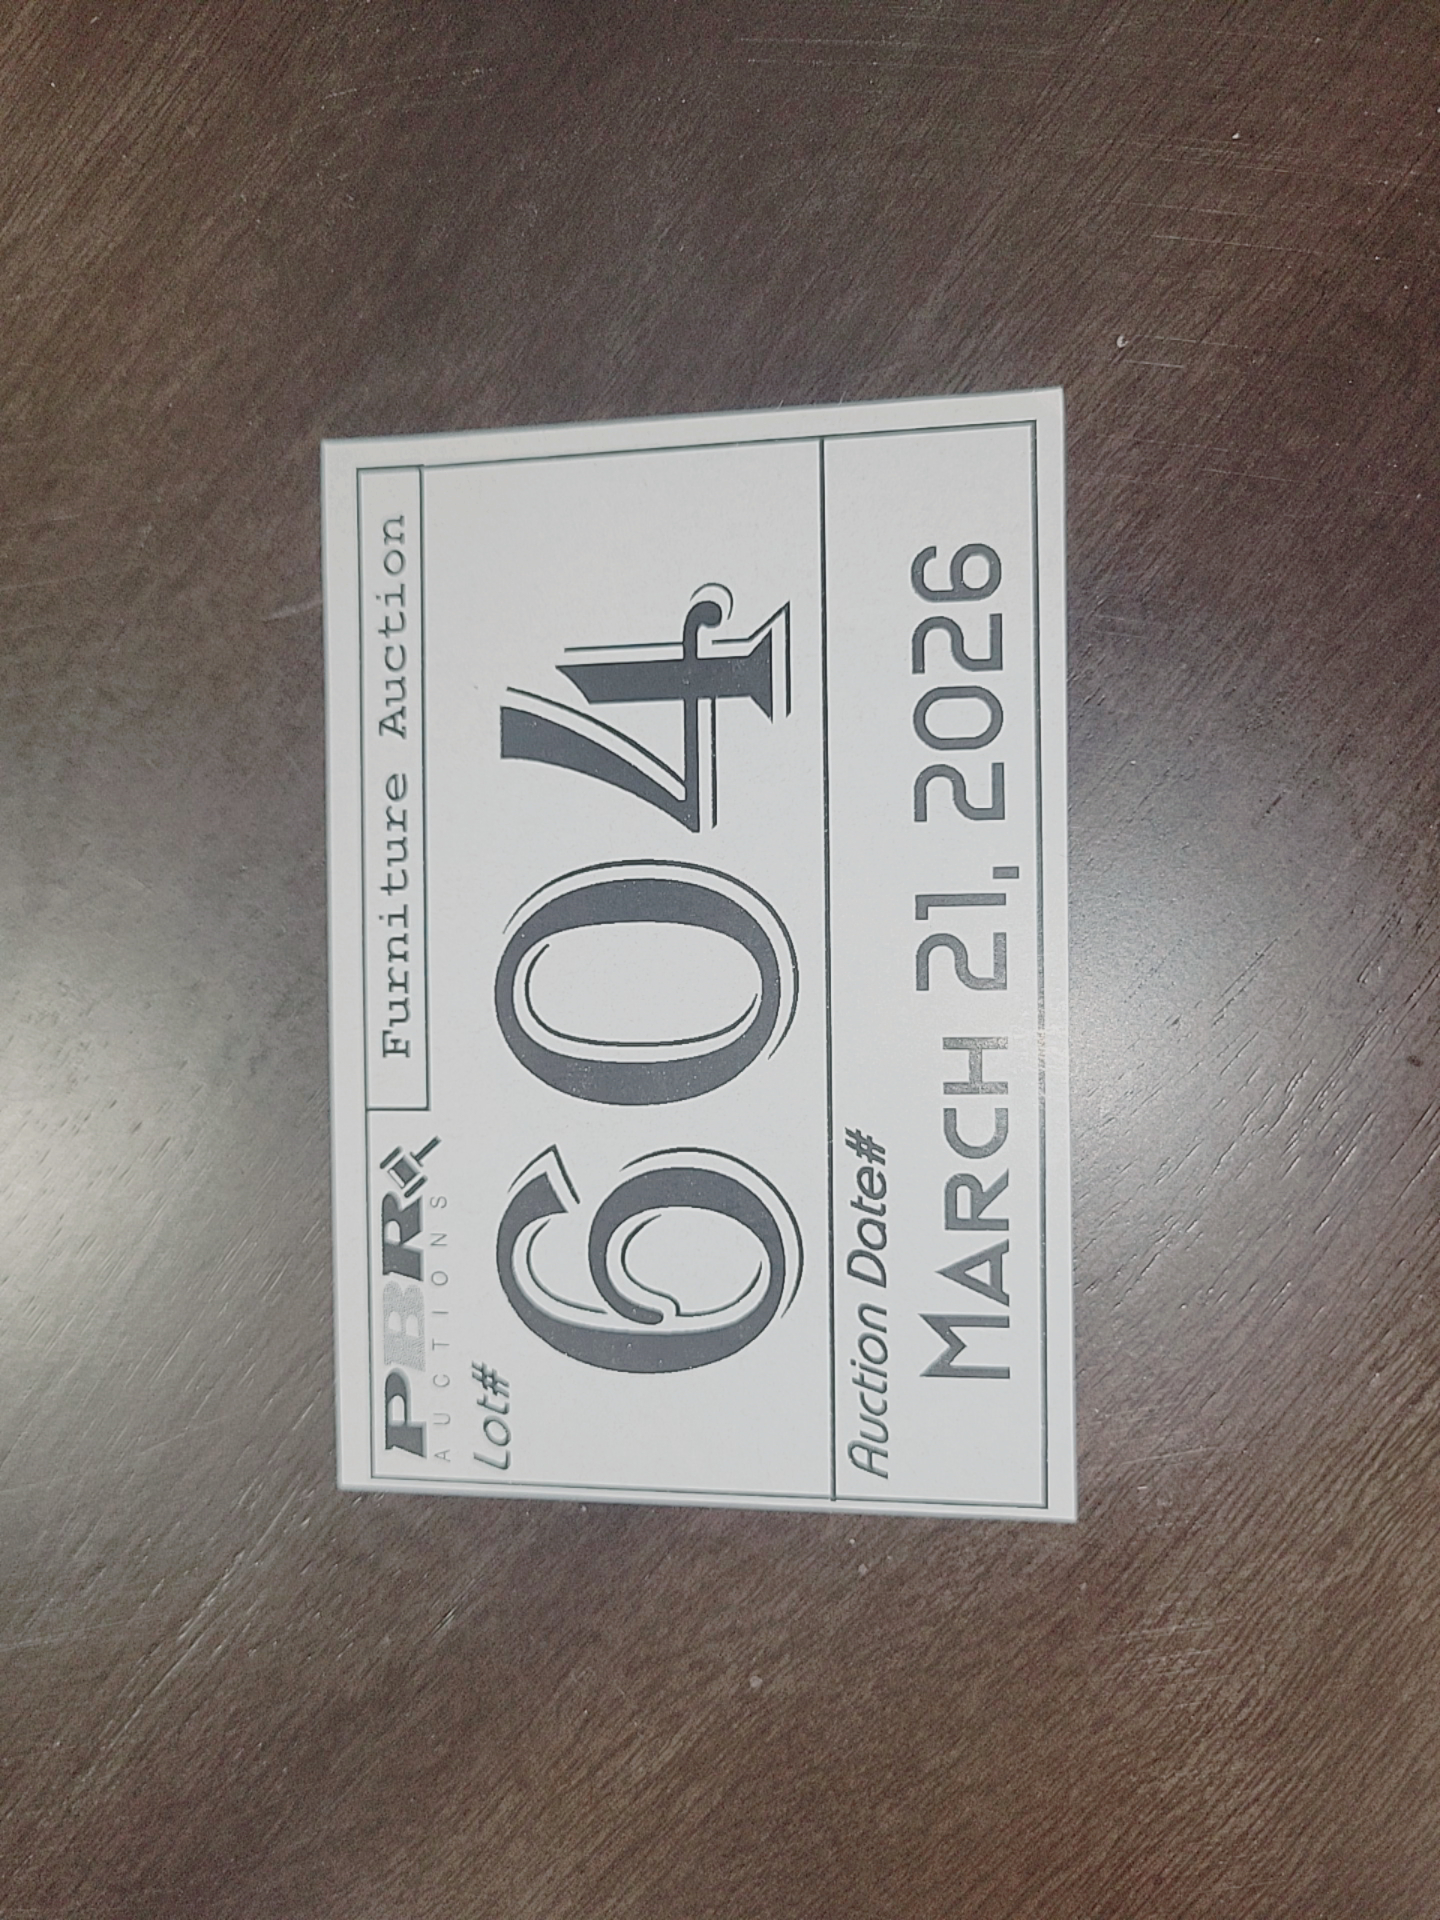 PBR
AUCTIONS
Furniture Auction
Lot#
604
Auction Date#
MARCH 21, 2026